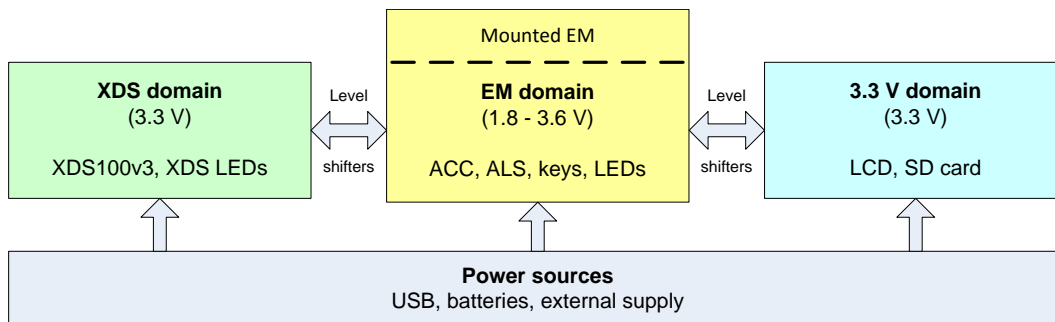 Mounted EM
XDS domain
(3.3 V)
XDS100v3, XDS LEDs
Level
shifters
EM domain
(1.8 - 3.6 V)
ACC, ALS, keys, LEDs
Level
shifters
3.3 V domain
(3.3 V)
LCD, SD card
Power sources
USB, batteries, external supply